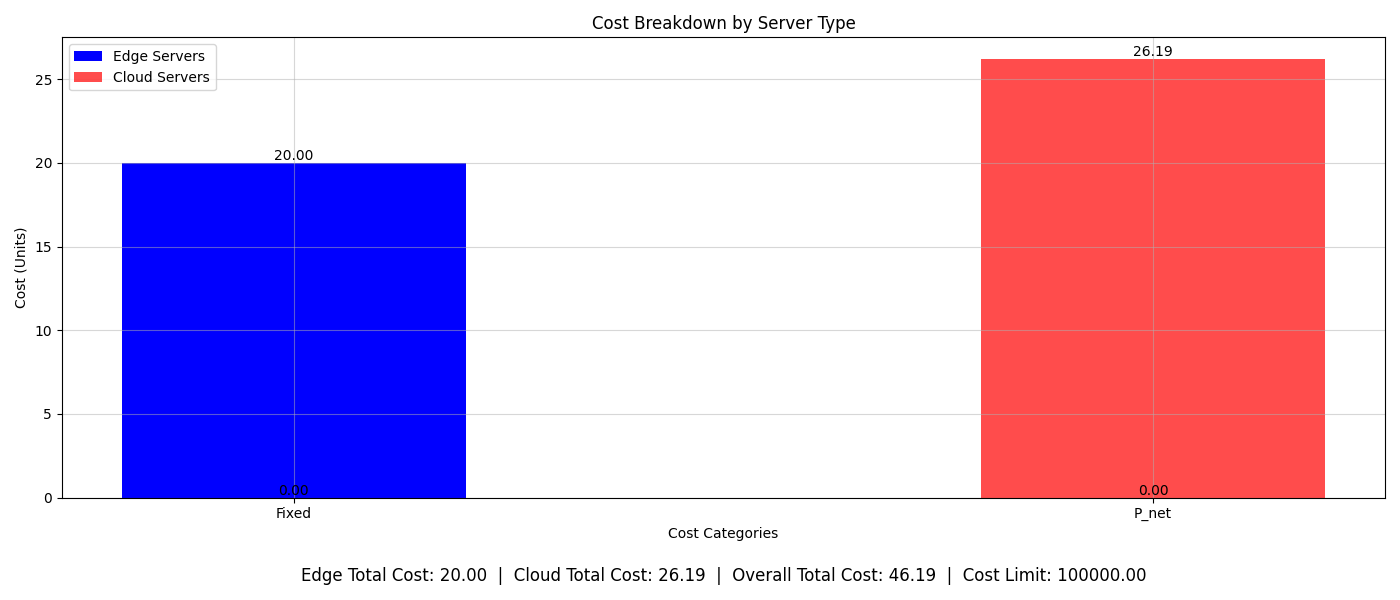 Cost Breakdown by Server Type
Edge Servers
Cloud Servers
26.19
20.00
0.00
0.00
25
20
15
10
5
0
Cost (Units)
Fixed
P_net
Cost Categories
Edge Total Cost: 20.00 | Cloud Total Cost: 26.19 | Overall Total Cost: 46.19 | Cost Limit: 100000.00